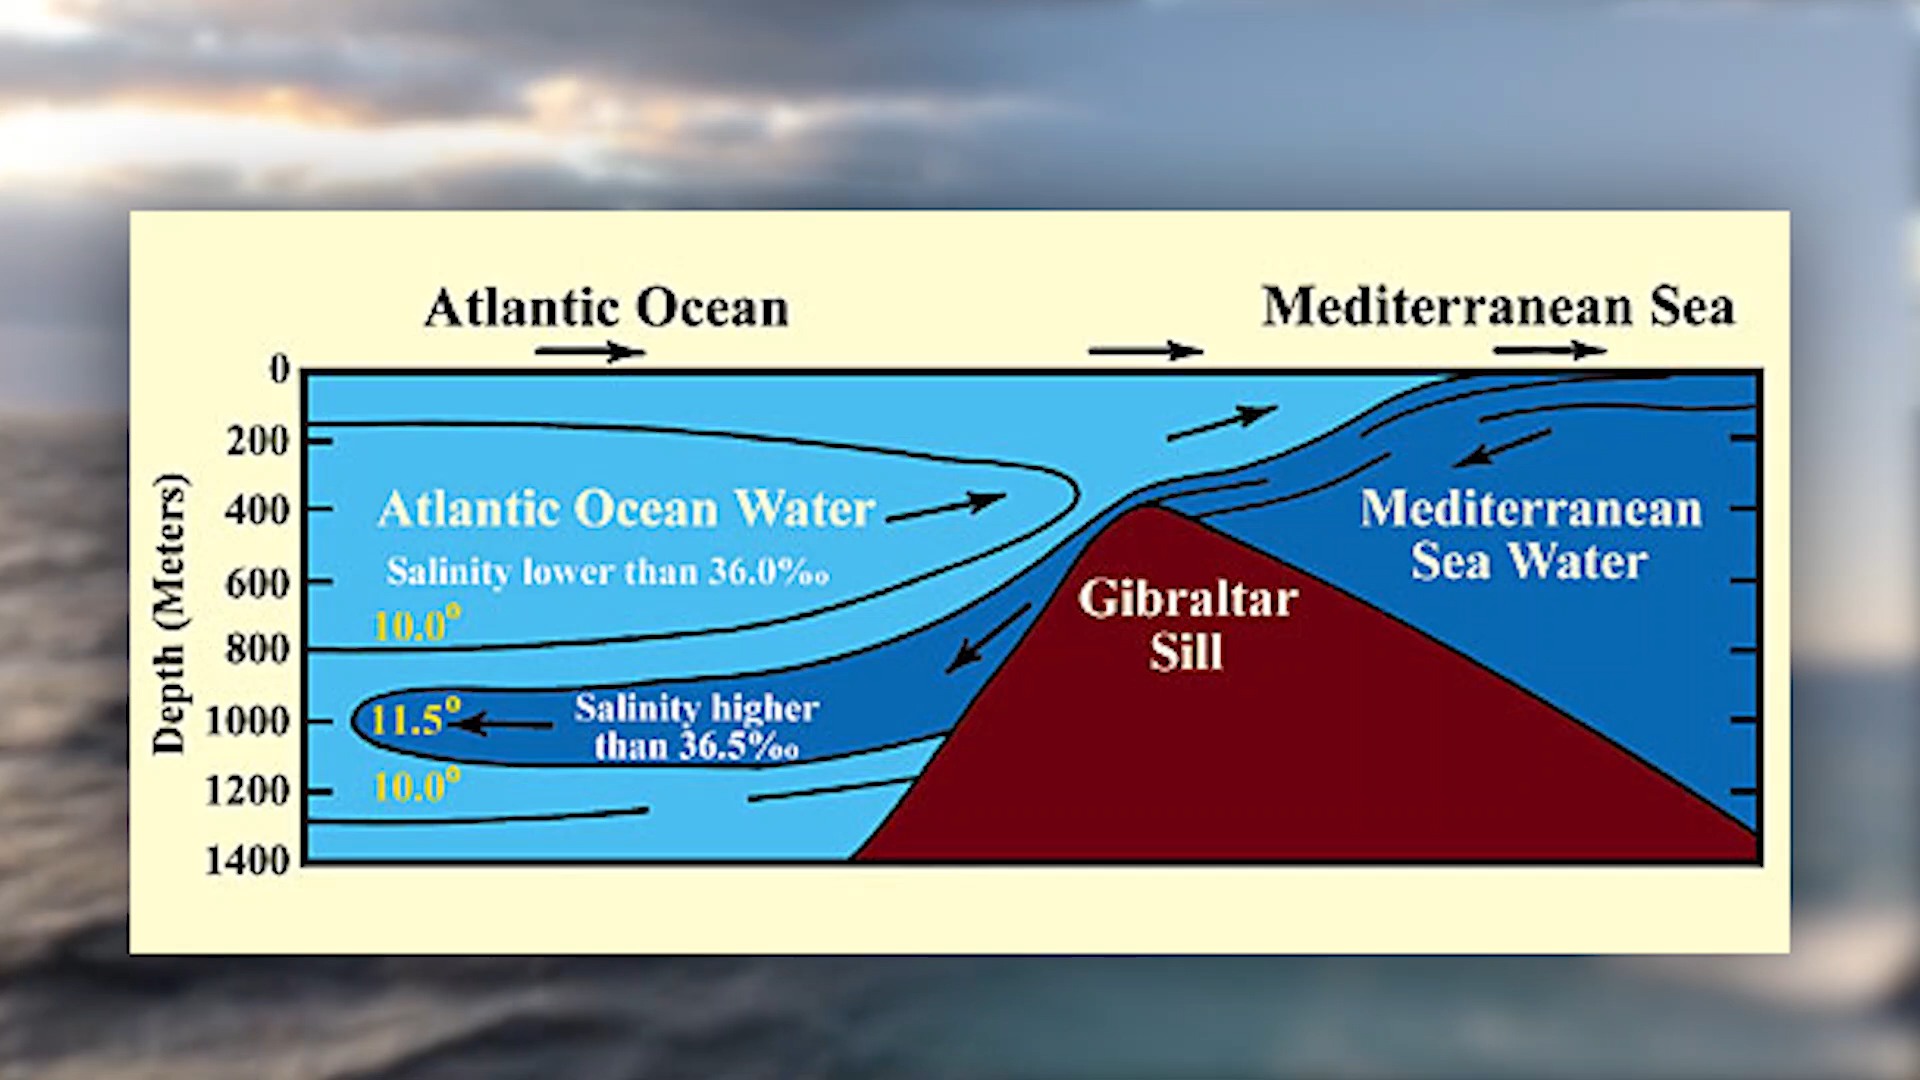 Atlantic Ocean
Mediterranean Sea
Depth (Meters)
0
200
400
600
800
1000
1200
1400
Atlantic Ocean Water
Salinity lower than 36.0‰
10.0°
11.5°
10.0°
Salinity higher
than 36.5‰
Gibraltar
Sill
Mediterranean
Sea Water